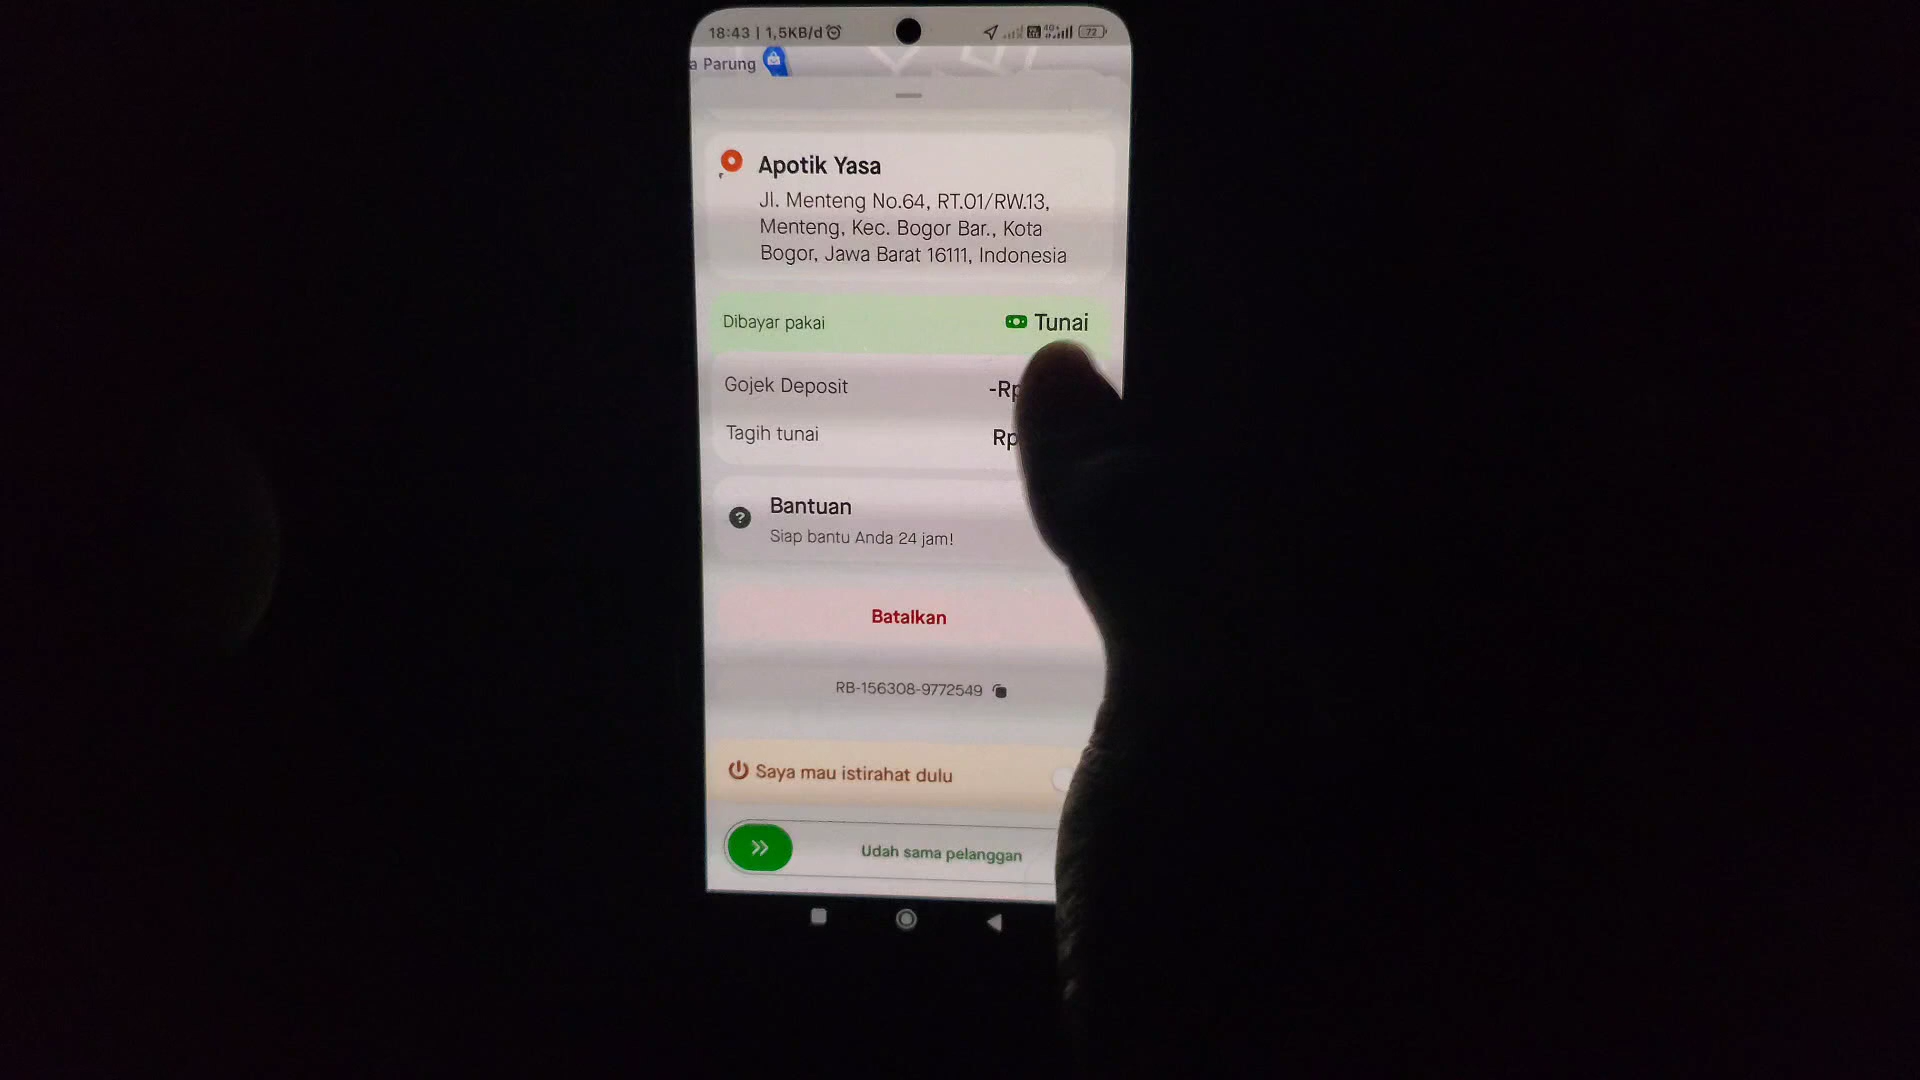 18:43 | 1,5KB/d
72
a Parung
Apotik Yasa
Jl. Menteng No.64, RT.01/RW.13,
Menteng, Kec. Bogor Bar., Kota
Bogor, Jawa Barat 16111, Indonesia
Dibayar pakai Tunai
Gojek Deposit -Rp
Tagih tunai Rp
Bantuan
Siap bantu Anda 24 jam!
Batalkan
RB-156308-9772549
Saya mau istirahat dulu
Udah sama pelanggan